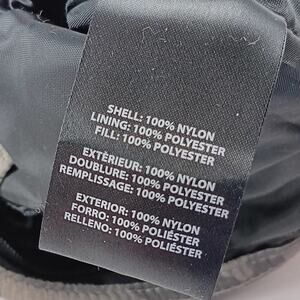 SHELL: 100% NYLON
LINING: 100% POLYESTER
FILL: 100% POLYESTER
EXTÉRIEUR: 100% NYLON
DOUBLURE: 100% POLYESTER
REMPLISSAGE: 100% POLYESTER
EXTERIOR: 100% NYLON
FORRO: 100% POLIÉSTER
RELLENO: 100% POLIÉSTER